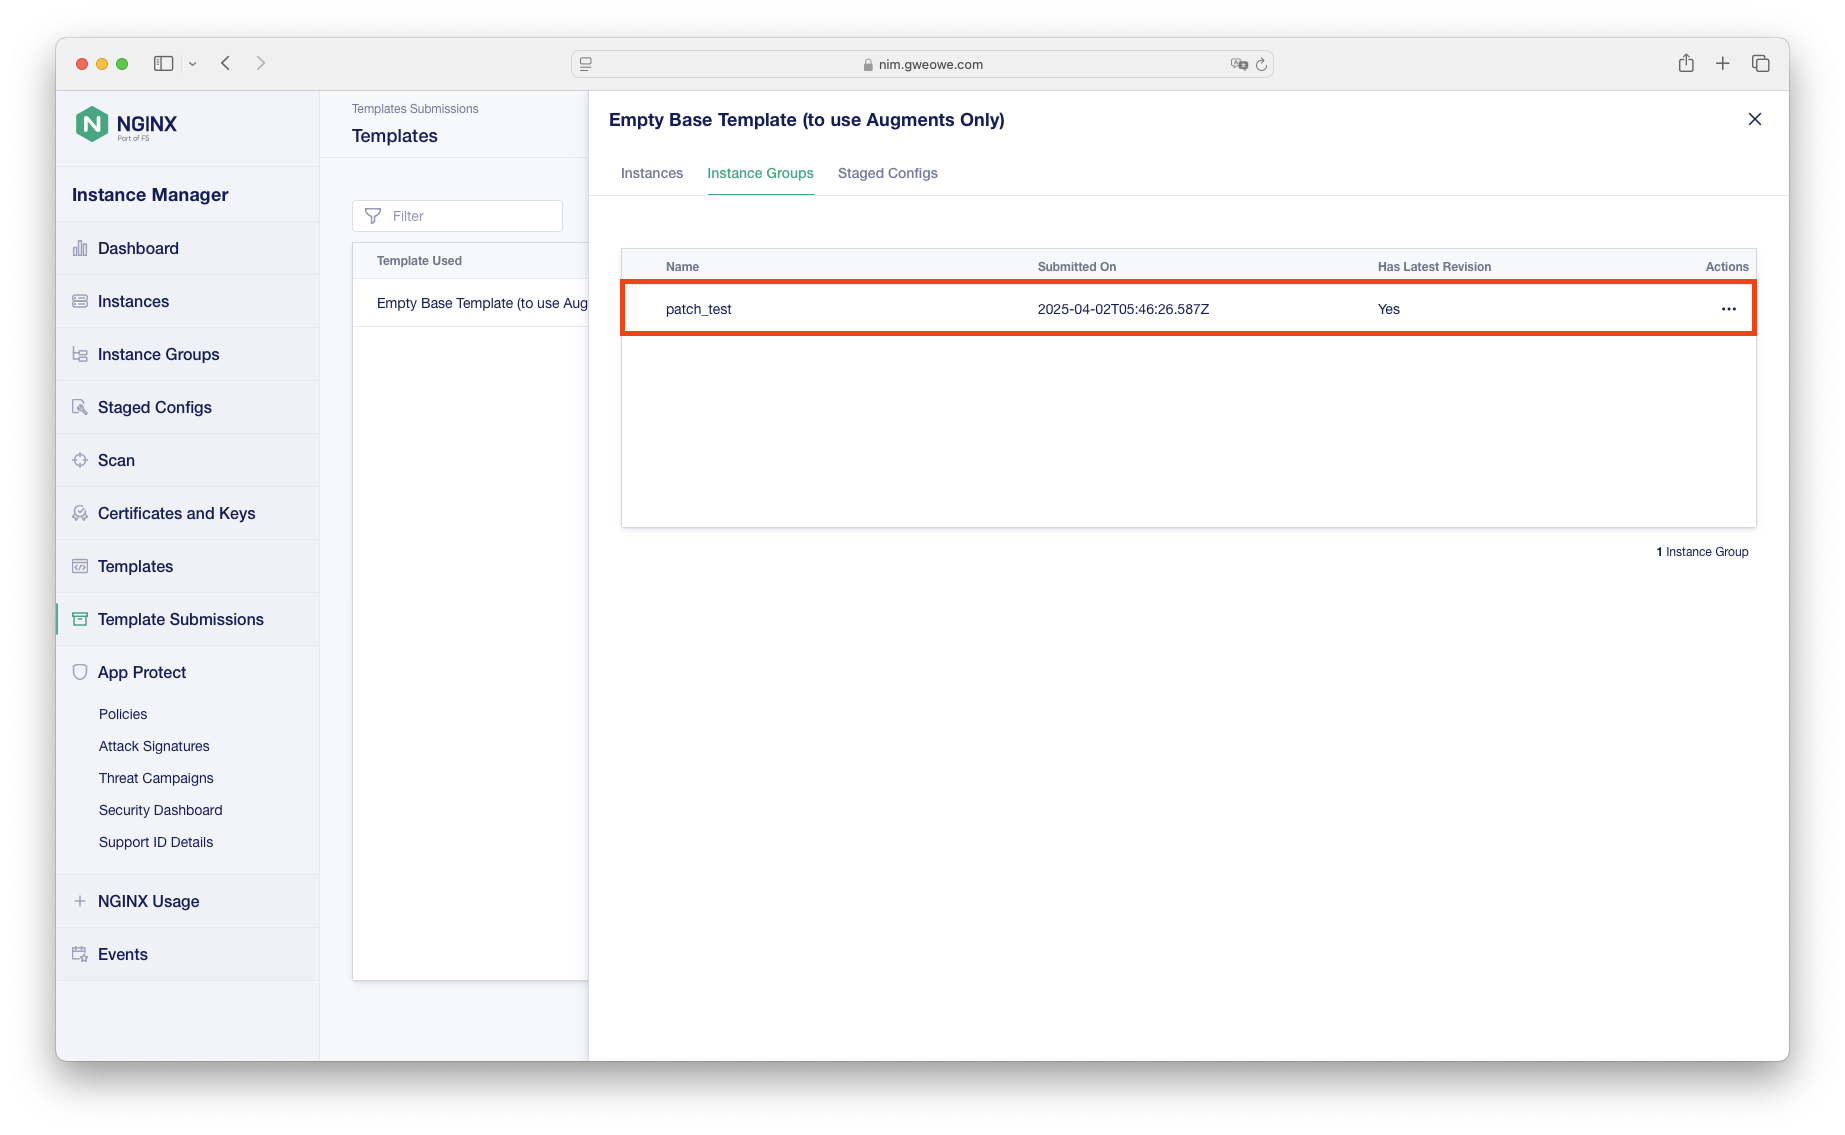 nim.gweowe.com
NGINX
Part of F5
Instance Manager
Dashboard
Instances
Instance Groups
Staged Configs
Scan
Certificates and Keys
Templates
Template Submissions
App Protect
Policies
Attack Signatures
Threat Campaigns
Security Dashboard
Support ID Details
NGINX Usage
Events
Templates Submissions
Templates
Filter
Template Used
Empty Base Template (to use Aug
Empty Base Template (to use Augments Only)
Instances Instance Groups Staged Configs
Name Submitted On Has Latest Revision Actions
patch_test 2025-04-02T05:46:26.587Z Yes ...
1 Instance Group